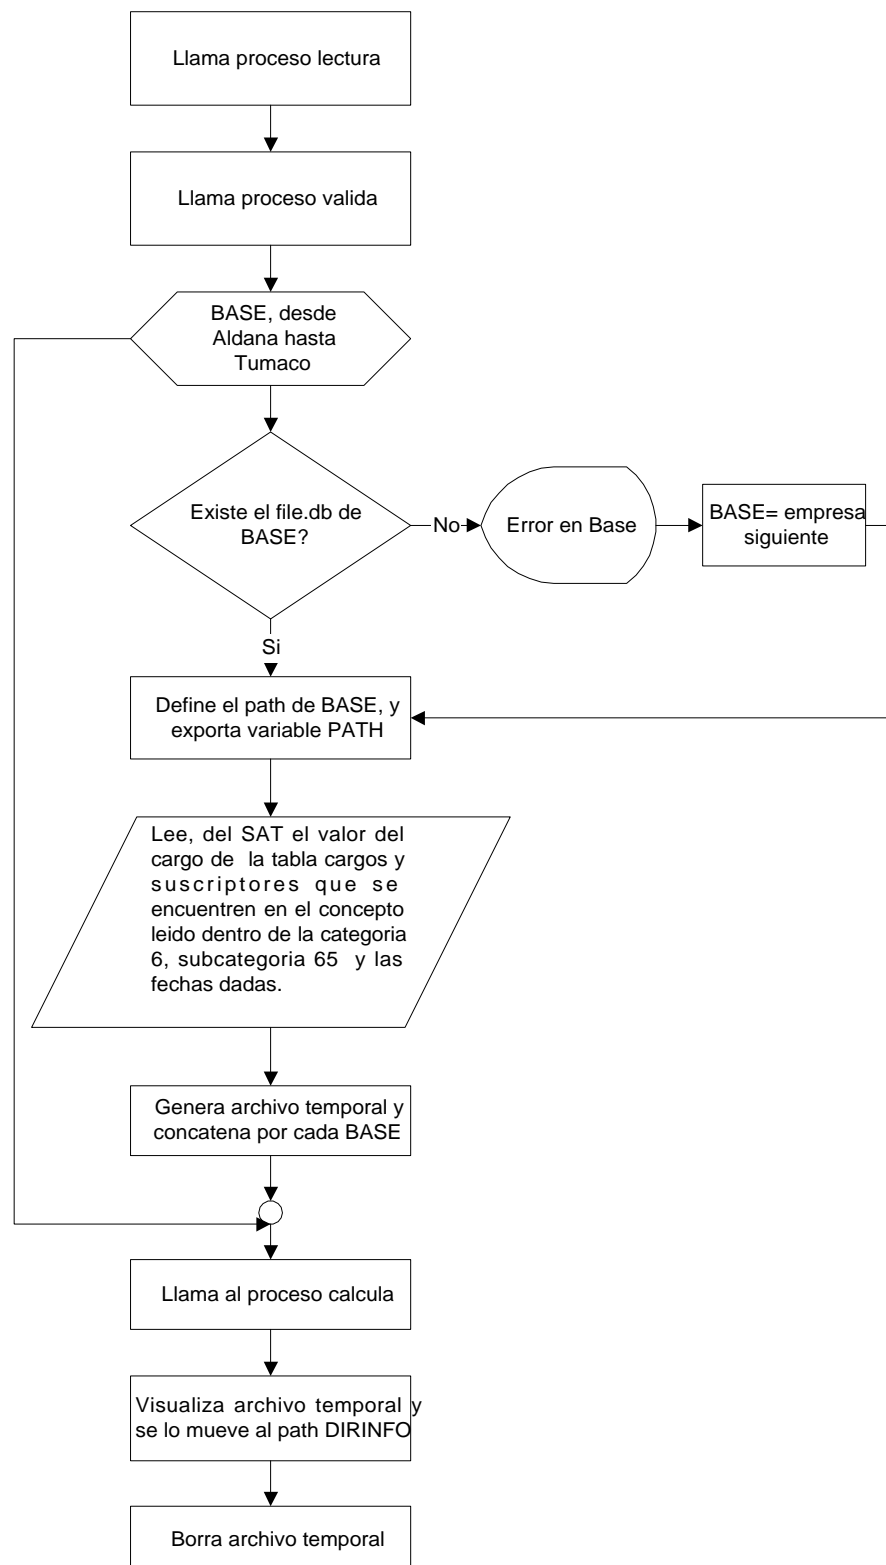 Llama proceso lectura
Llama proceso valida
BASE, desde
Aldana hasta
Tumaco
Existe el file.db de
BASE?
No
Error en Base
BASE= empresa
siguiente
Si
Define el path de BASE, y
exporta variable PATH
Lee, del SAT el valor del
cargo de la tabla cargos y
suscriptores que se
encuentren en el concepto
leido dentro de la categoria
6, subcategoria 65 y las
fechas dadas.
Genera archivo temporal y
concatena por cada BASE
Llama al proceso calcula
Visualiza archivo temporal y
se lo mueve al path DIRINFO
Borra archivo temporal